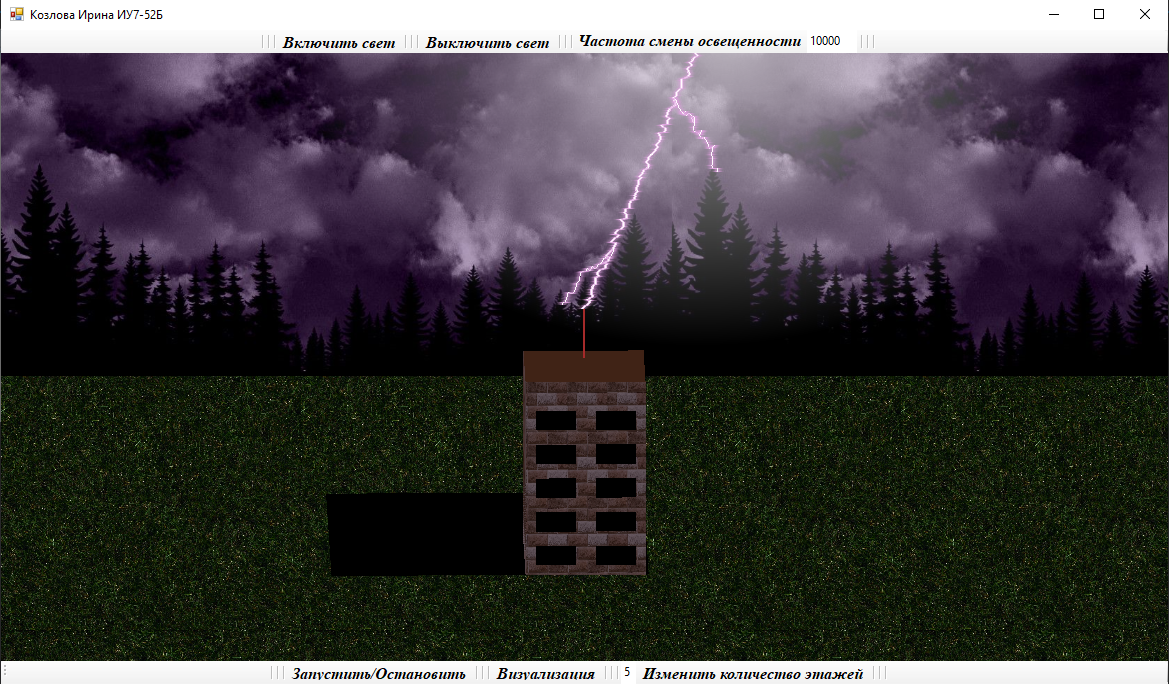 Козлова Ирина ИУ7-52Б
Включить свет Выключить свет Частота смены освещенности 10000
Запустить/Остановить Визуализация 5 Изменить количество этажей